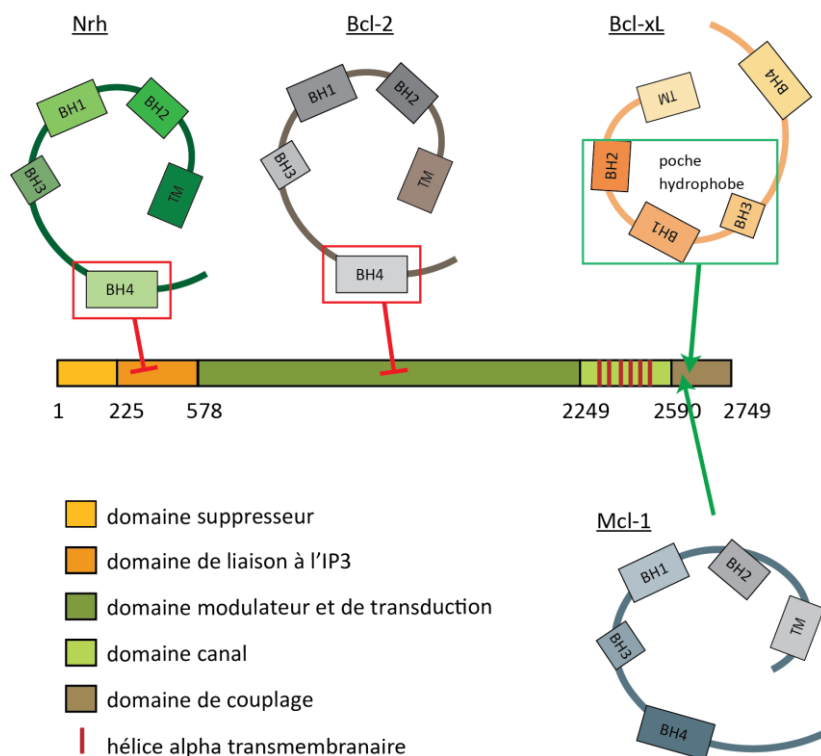 Nrh
Bcl-2
Bcl-xL
BH1
BH2
BH3
TM
BH4
BH1
BH2
BH3
TM
BH4
BH4
TM
BH2
poche
hydrophobe
BH3
BH1
1 225 578 2249 2590 2749
domaine suppresseur
domaine de liaison à l'IP3
domaine modulateur et de transduction
domaine canal
domaine de couplage
hélice alpha transmembranaire
Mcl-1
BH1
BH2
BH3
TM
BH4